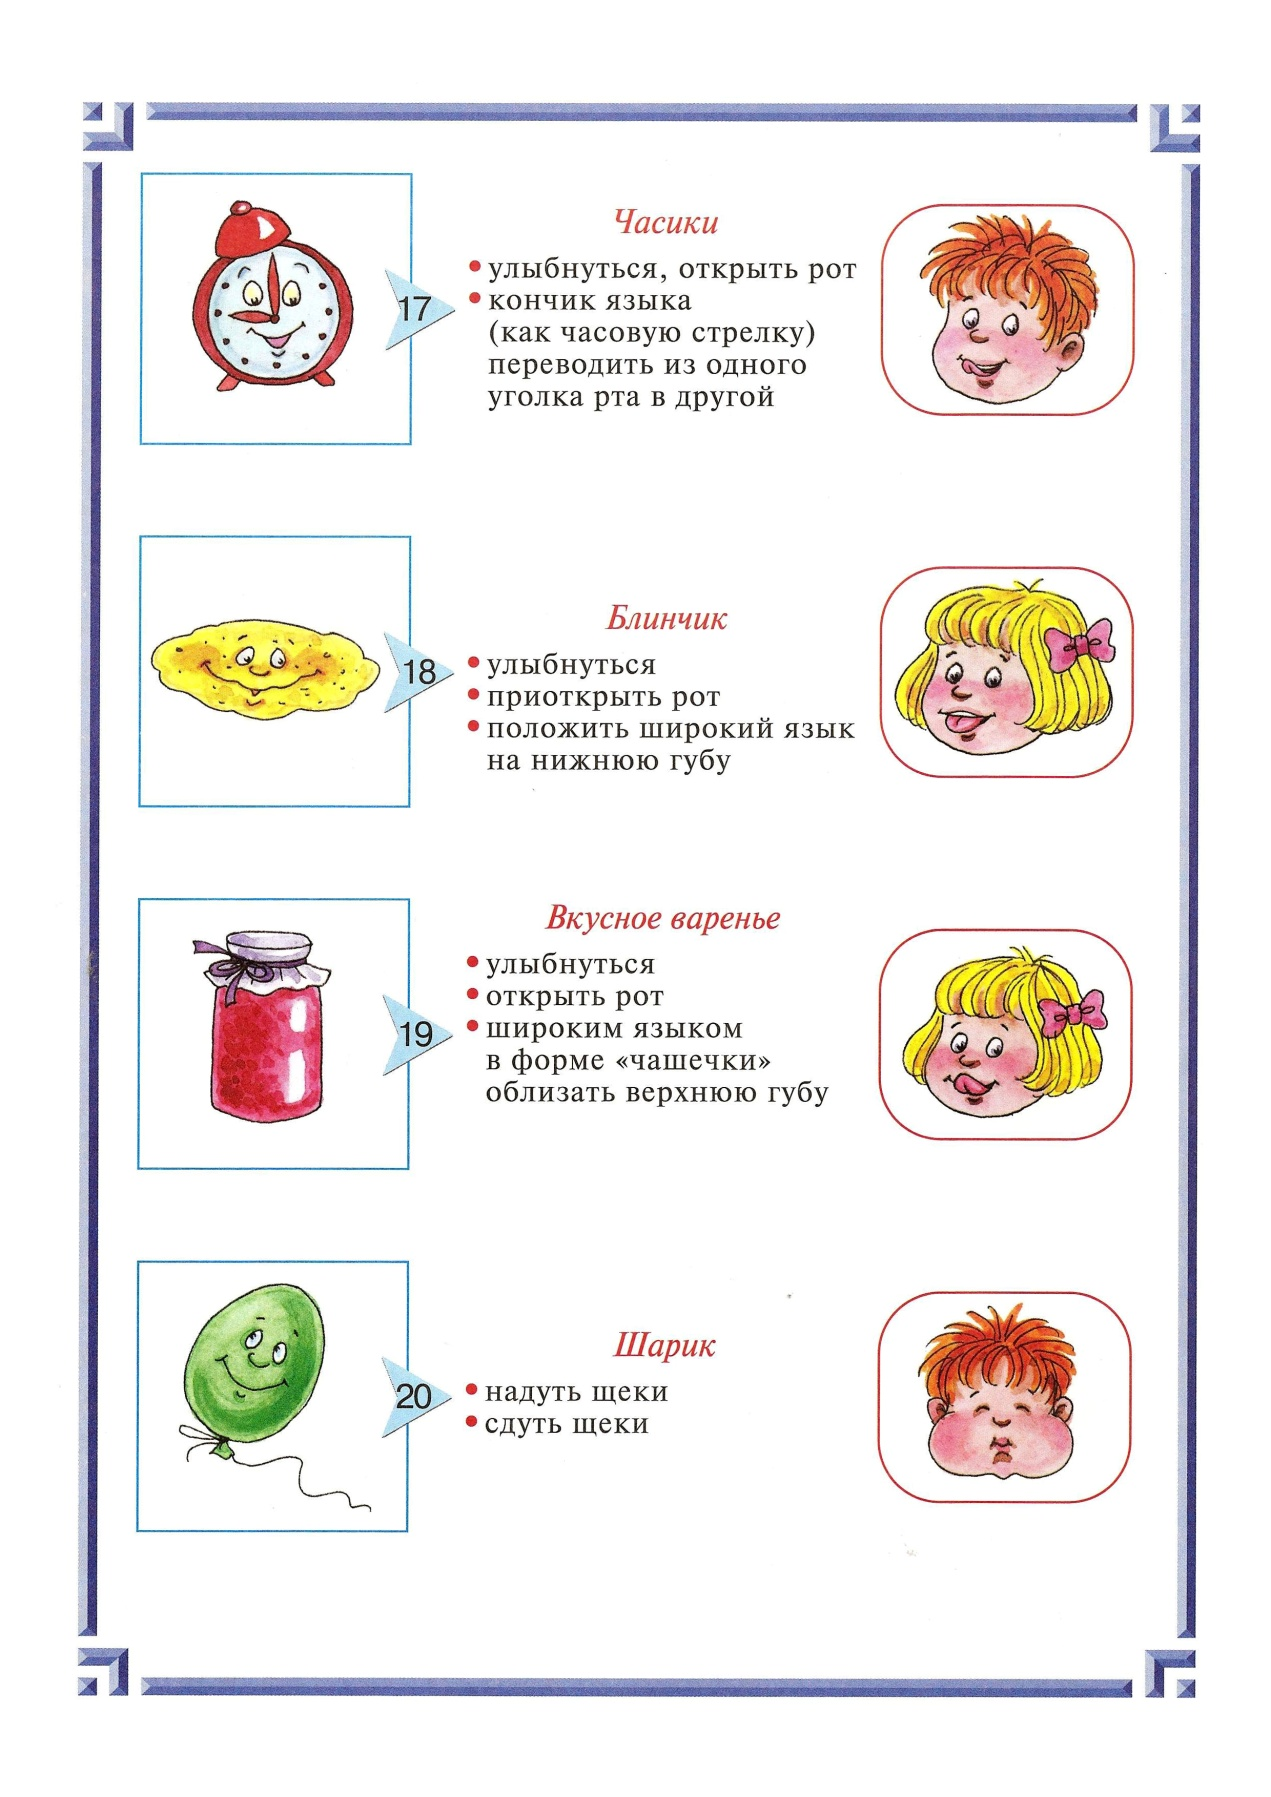 Часики
17
• улыбнуться, открыть рот
• кончик языка
(как часовую стрелку)
переводить из одного
уголка рта в другой
Блинчик
18
• улыбнуться
• приоткрыть рот
• положить широкий язык
на нижнюю губу
Вкусное варенье
19
• улыбнуться
• открыть рот
• широким языком
в форме «чашечки»
облизать верхнюю губу
Шарик
20
• надуть щеки
• сдуть щеки